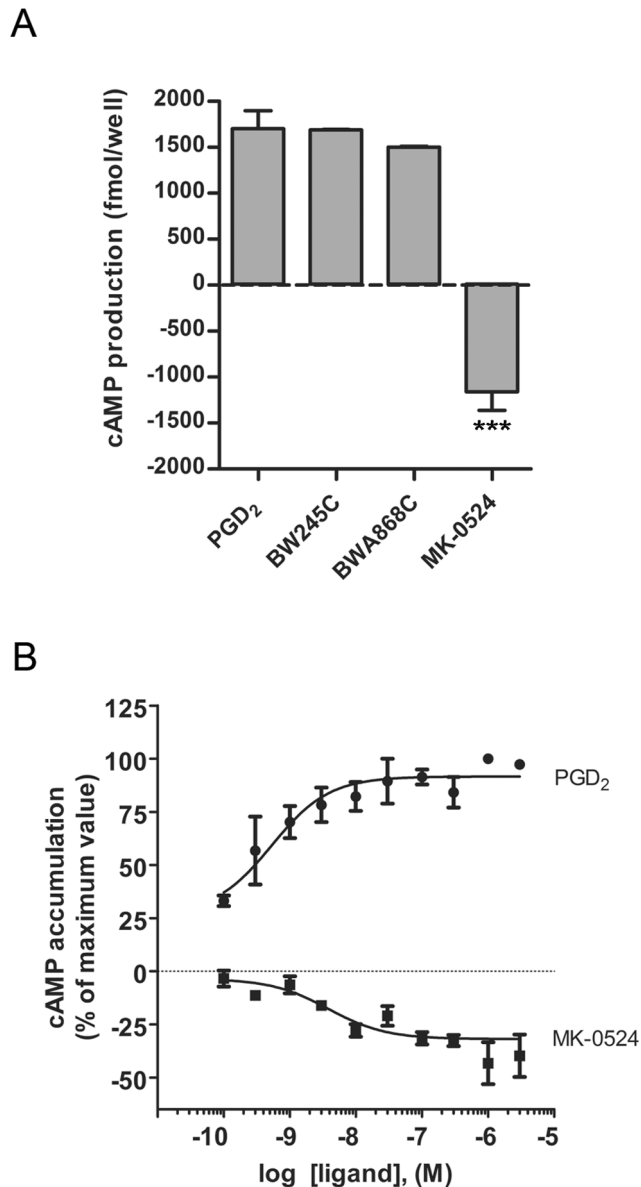 A
cAMP production (fmol/well)
2000
1500
1000
500
0
-500
-1000
-1500
-2000
***
PGD2
BW245C
BWA868C
MK-0524
B
cAMP accumulation
(% of maximum value)
125
100
75
50
25
0
-25
-50
PGD2
MK-0524
-10 -9 -8 -7 -6 -5
log [ligand], (M)